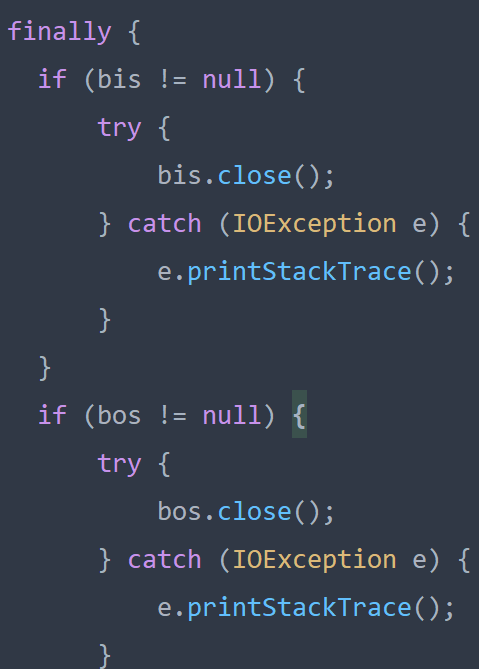 finally {
if (bis != null) {
try {
bis.close();
} catch (IOException e) {
e.printStackTrace();
}
}
if (bos != null) {
try {
bos.close();
} catch (IOException e) {
e.printStackTrace();
}